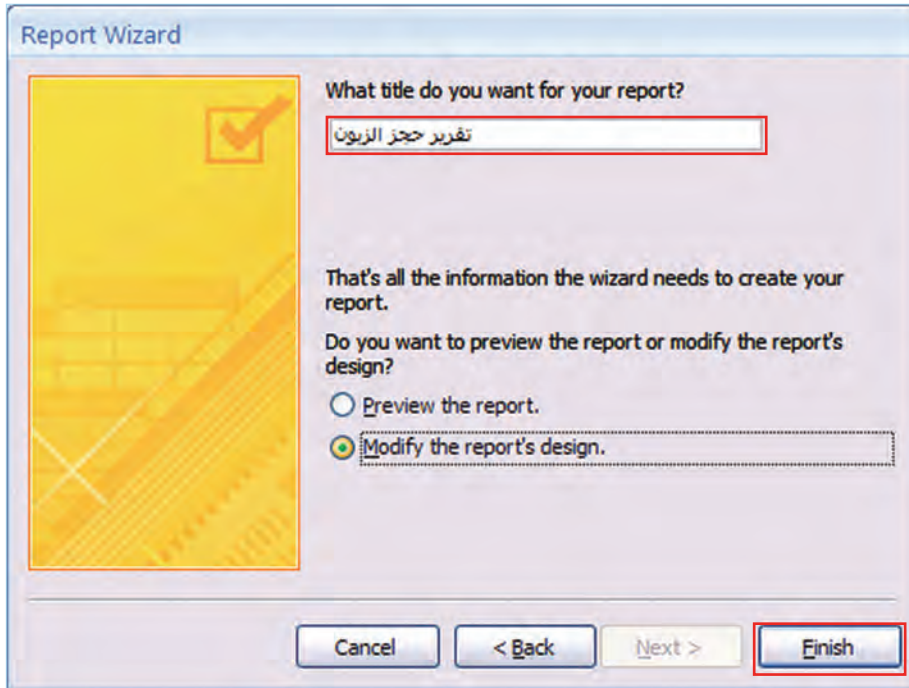 Report Wizard
What title do you want for your report?
تقرير حجز الزبون
That's all the information the wizard needs to create your
report.
Do you want to preview the report or modify the report's
design?
Preview the report.
Modify the report's design.
Cancel
< Back
Next >
Finish